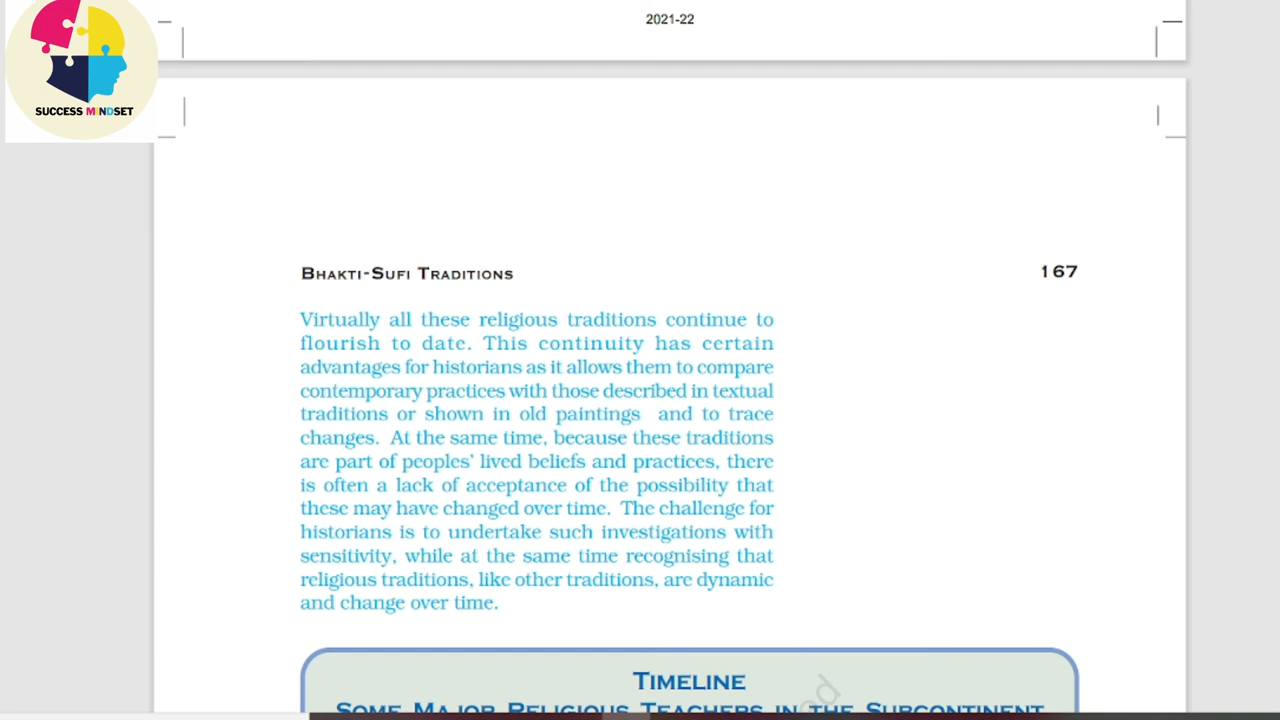 SUCCESS MINDSET
2021-22
BHAKTI-SUFI TRADITIONS
167
Virtually all these religious traditions continue to
flourish to date. This continuity has certain
advantages for historians as it allows them to compare
contemporary practices with those described in textual
traditions or shown in old paintings and to trace
changes. At the same time, because these traditions
are part of peoples' lived beliefs and practices, there
is often a lack of acceptance of the possibility that
these may have changed over time. The challenge for
historians is to undertake such investigations with
sensitivity, while at the same time recognising that
religious traditions, like other traditions, are dynamic
and change over time.
TIMELINE
SOME MAJOR RELIGIOUS TEACHERS IN THE SUBCONTINENT